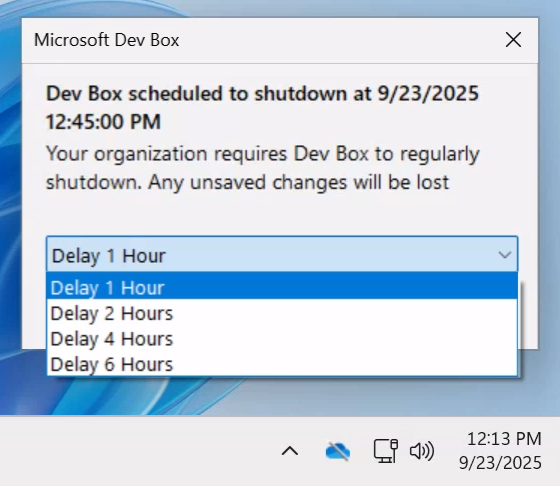 Microsoft Dev Box
Dev Box scheduled to shutdown at 9/23/2025
12:45:00 PM
Your organization requires Dev Box to regularly
shutdown. Any unsaved changes will be lost
Delay 1 Hour
Delay 1 Hour
Delay 2 Hours
Delay 4 Hours
Delay 6 Hours
12:13 PM
9/23/2025